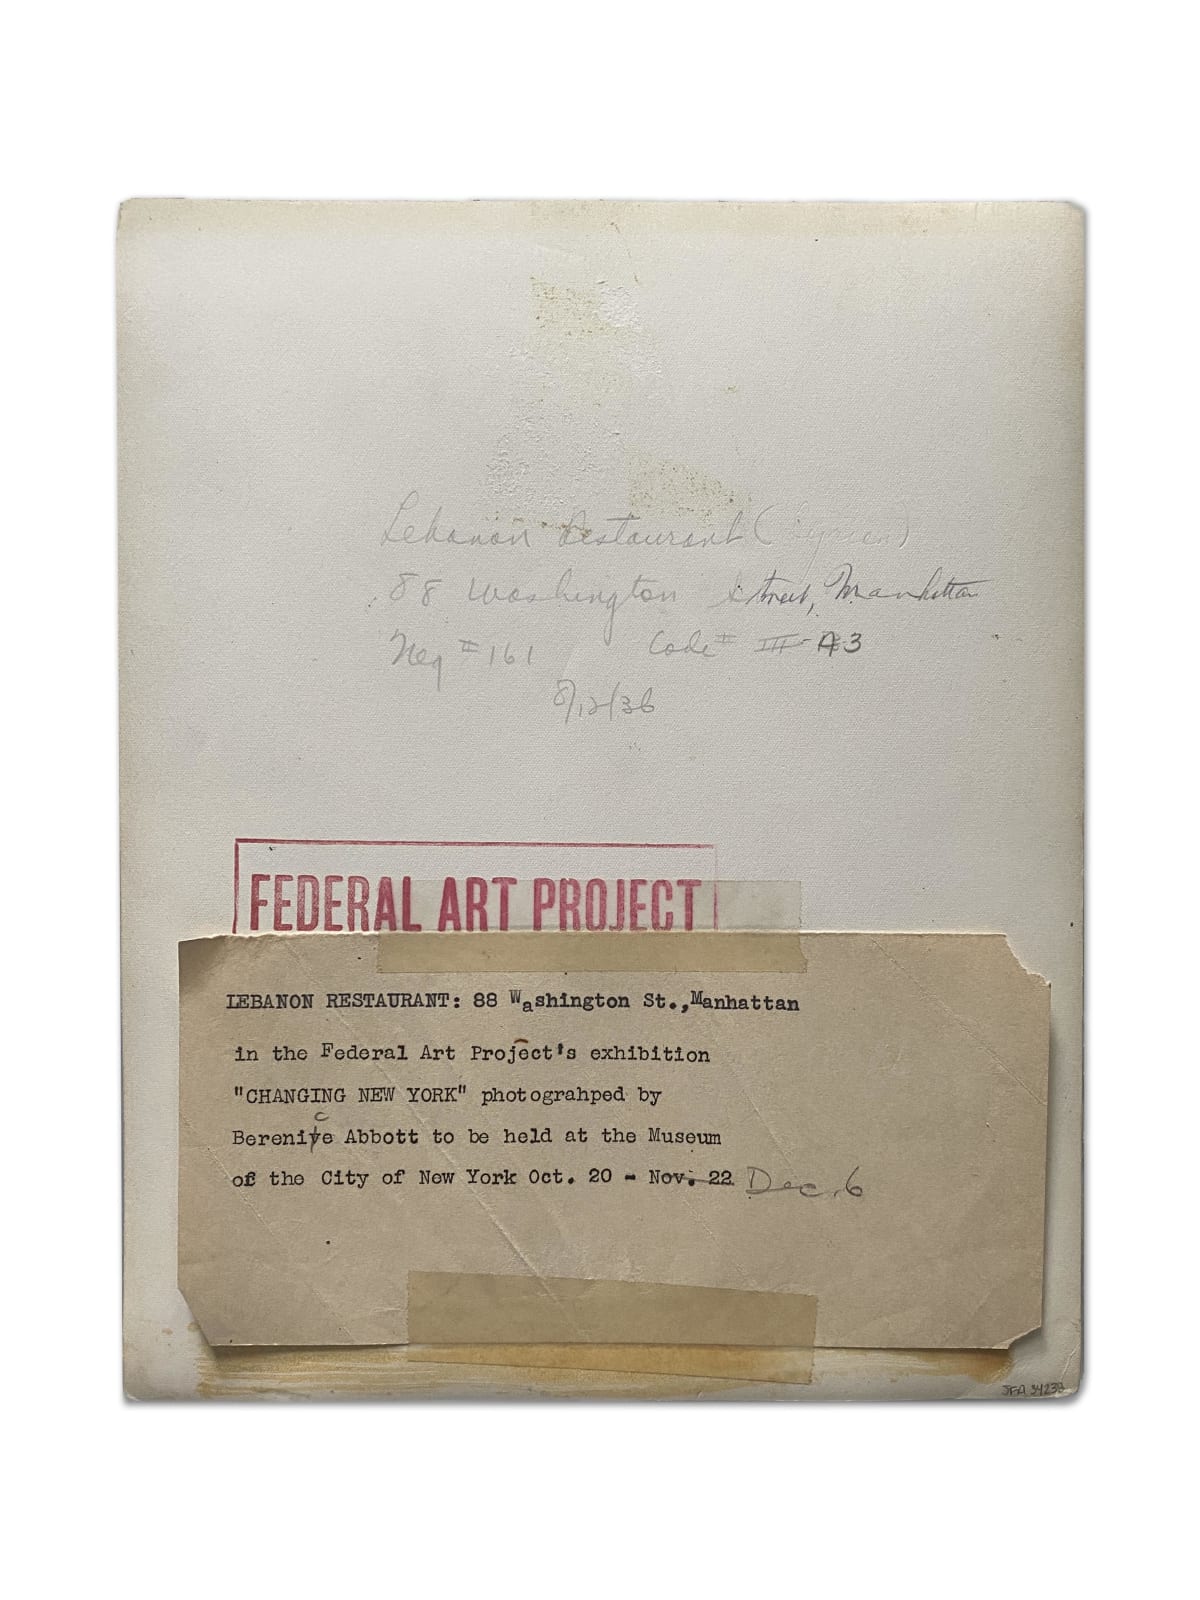 Lebanon Restaurant (Syrian)
88 Washington Street, Manhattan
Neg # 161 Code # III-A3
8/12/36
FEDERAL ART PROJECT
LEBANON RESTAURANT: 88 Washington St.,Manhattan
in the Federal Art Project's exhibition
"CHANGING NEW YORK" photograhped by
Berenice Abbott to be held at the Museum
of the City of New York Oct. 20 - Nov. 22 Dec. 6